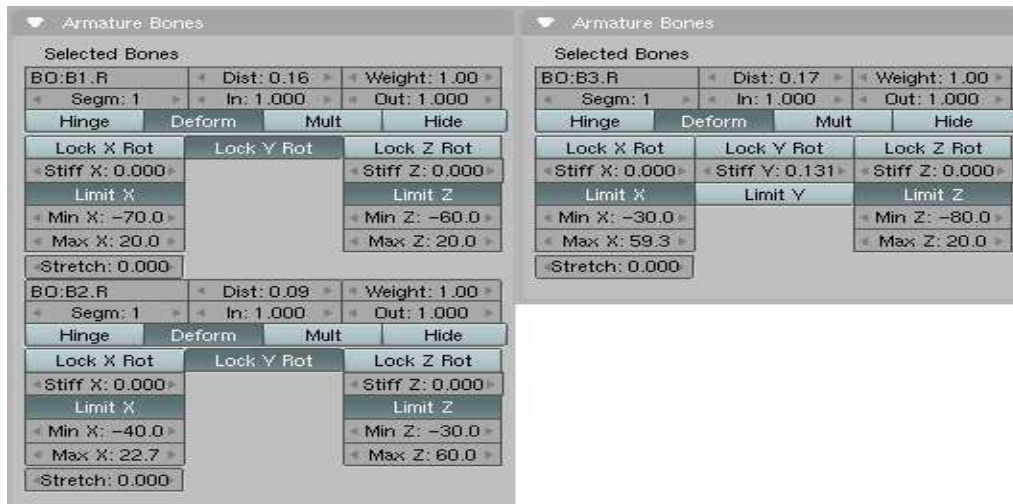 Armature Bones
Selected Bones
BO:B1.R Dist: 0.16 Weight: 1.00
Segm: 1 In: 1.000 Out: 1.000
Hinge Deform Mult Hide
Lock X Rot Lock Y Rot Lock Z Rot
Stiff X: 0.000 Stiff Z: 0.000
Limit X Limit Z
Min X: -70.0 Min Z: -60.0
Max X: 20.0 Max Z: 20.0
Stretch: 0.000
BO:B2.R Dist: 0.09 Weight: 1.00
Segm: 1 In: 1.000 Out: 1.000
Hinge Deform Mult Hide
Lock X Rot Lock Y Rot Lock Z Rot
Stiff X: 0.000 Stiff Z: 0.000
Limit X Limit Z
Min X: -40.0 Min Z: -30.0
Max X: 22.7 Max Z: 60.0
Stretch: 0.000
Armature Bones
Selected Bones
BO:B3.R Dist: 0.17 Weight: 1.00
Segm: 1 In: 1.000 Out: 1.000
Hinge Deform Mult Hide
Lock X Rot Lock Y Rot Lock Z Rot
Stiff X: 0.000 Stiff Y: 0.131 Stiff Z: 0.000
Limit X Limit Y Limit Z
Min X: -30.0 Min Z: -80.0
Max X: 59.3 Max Z: 20.0
Stretch: 0.000